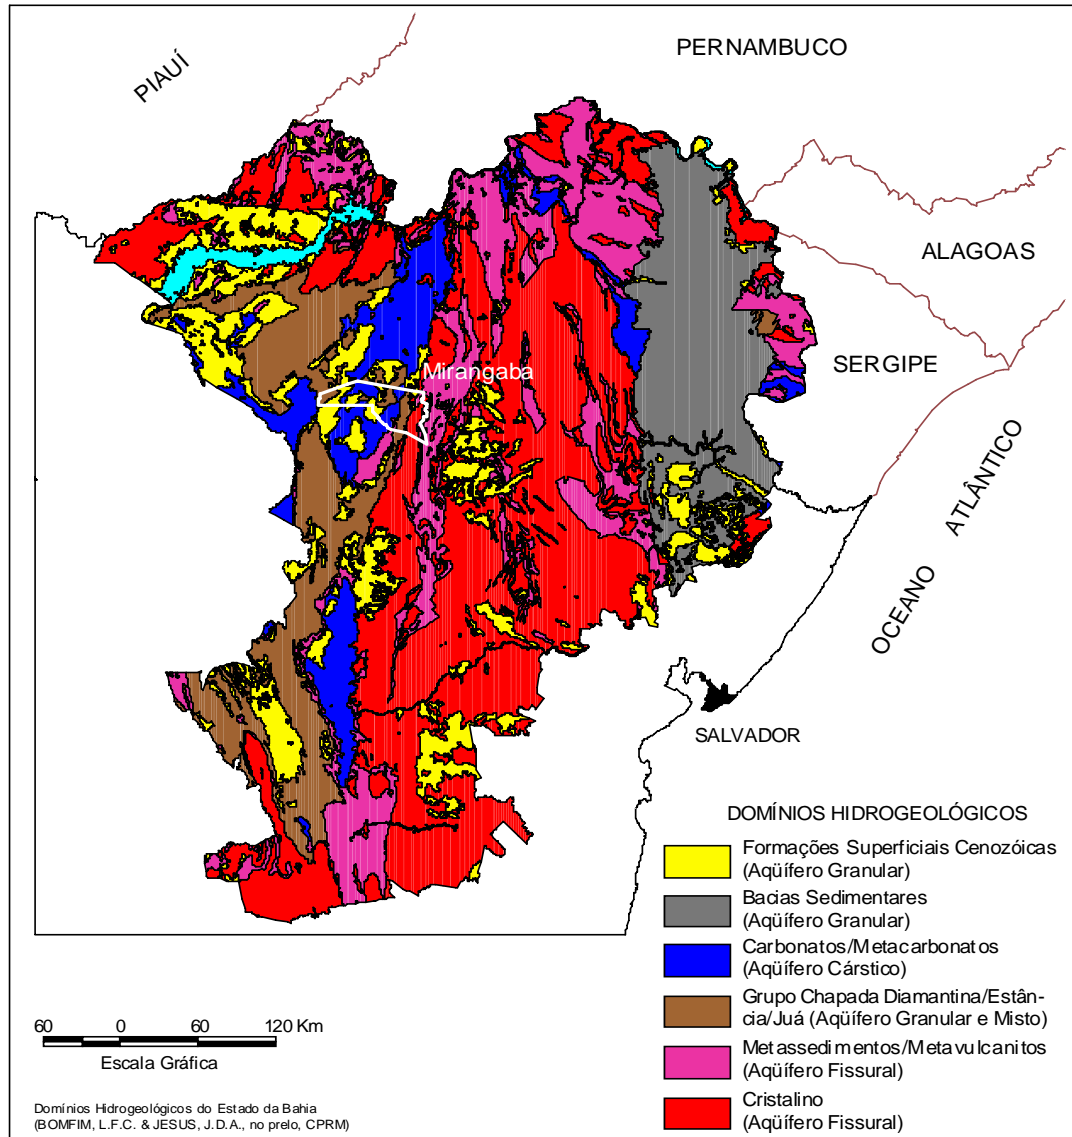 PIAUÍ
PERNAMBUCO
ALAGOAS
SERGIPE
Mirangaba
OCEANO ATLÂNTICO
SALVADOR
DOMÍNIOS HIDROGEOLÓGICOS
Formações Superficiais Cenozóicas
(Aqüífero Granular)
Bacias Sedimentares
(Aqüífero Granular)
Carbonatos/Metacarbonatos
(Aqüífero Cárstico)
Grupo Chapada Diamantina/Estân-
cia/Juá (Aqüífero Granular e Misto)
Metassedimentos/Metavulcanitos
(Aqüífero Fissural)
Cristalino
(Aqüífero Fissural)
60 0 60 120 Km
Escala Gráfica
Domínios Hidrogeológicos do Estado da Bahia
(BOMFIM, L.F.C. & JESUS, J.D.A., no prelo, CPRM)